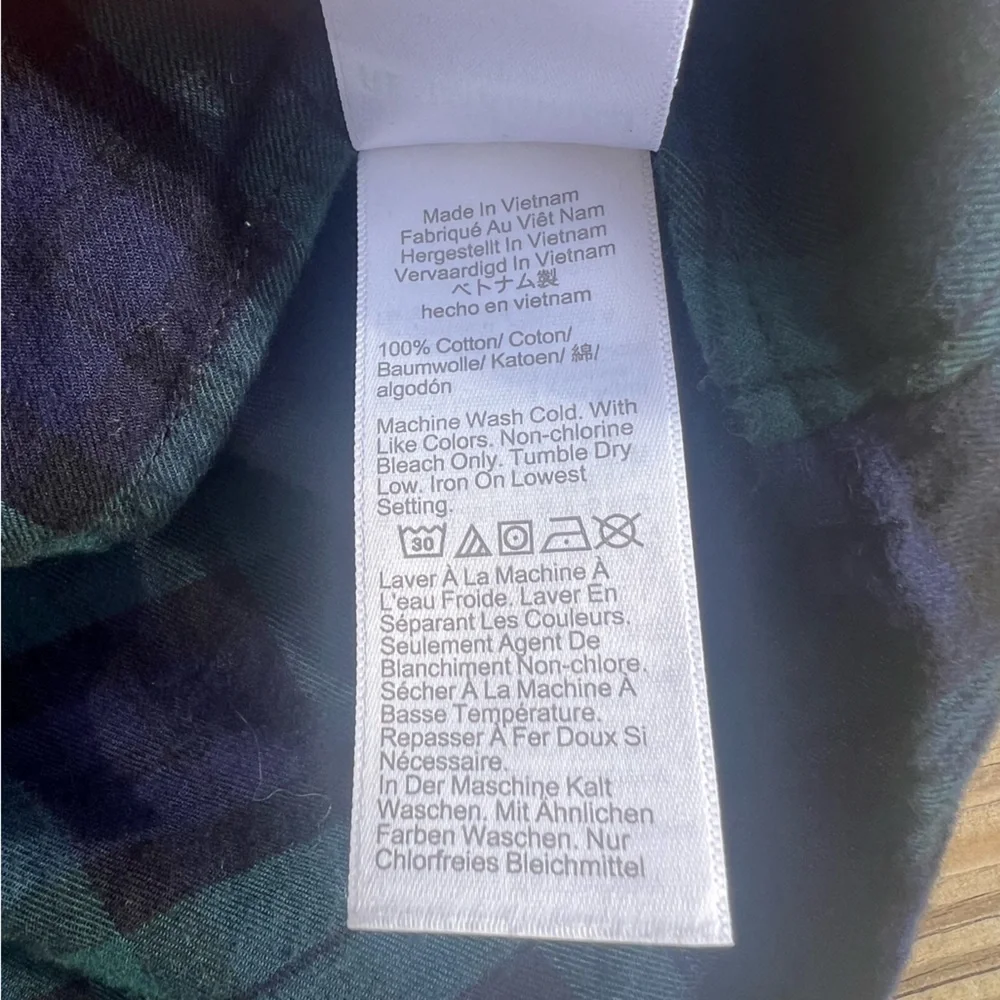 Made In Vietnam
Fabriqué Au Viêt Nam
Hergestellt In Vietnam
Vervaardigd In Vietnam
ベトナム製
hecho en vietnam
100% Cotton/ Coton/
Baumwolle/ Katoen/ 綿/
algodón
Machine Wash Cold. With
Like Colors. Non-chlorine
Bleach Only. Tumble Dry
Low. Iron On Lowest
Setting.
30
Laver À La Machine À
L'eau Froide. Laver En
Séparant Les Couleurs.
Seulement Agent De
Blanchiment Non-chlore.
Sécher À La Machine À
Basse Température.
Repasser À Fer Doux Si
Nécessaire.
In Der Maschine Kalt
Waschen. Mit Ähnlichen
Farben Waschen. Nur
Chlorfreies Bleichmittel